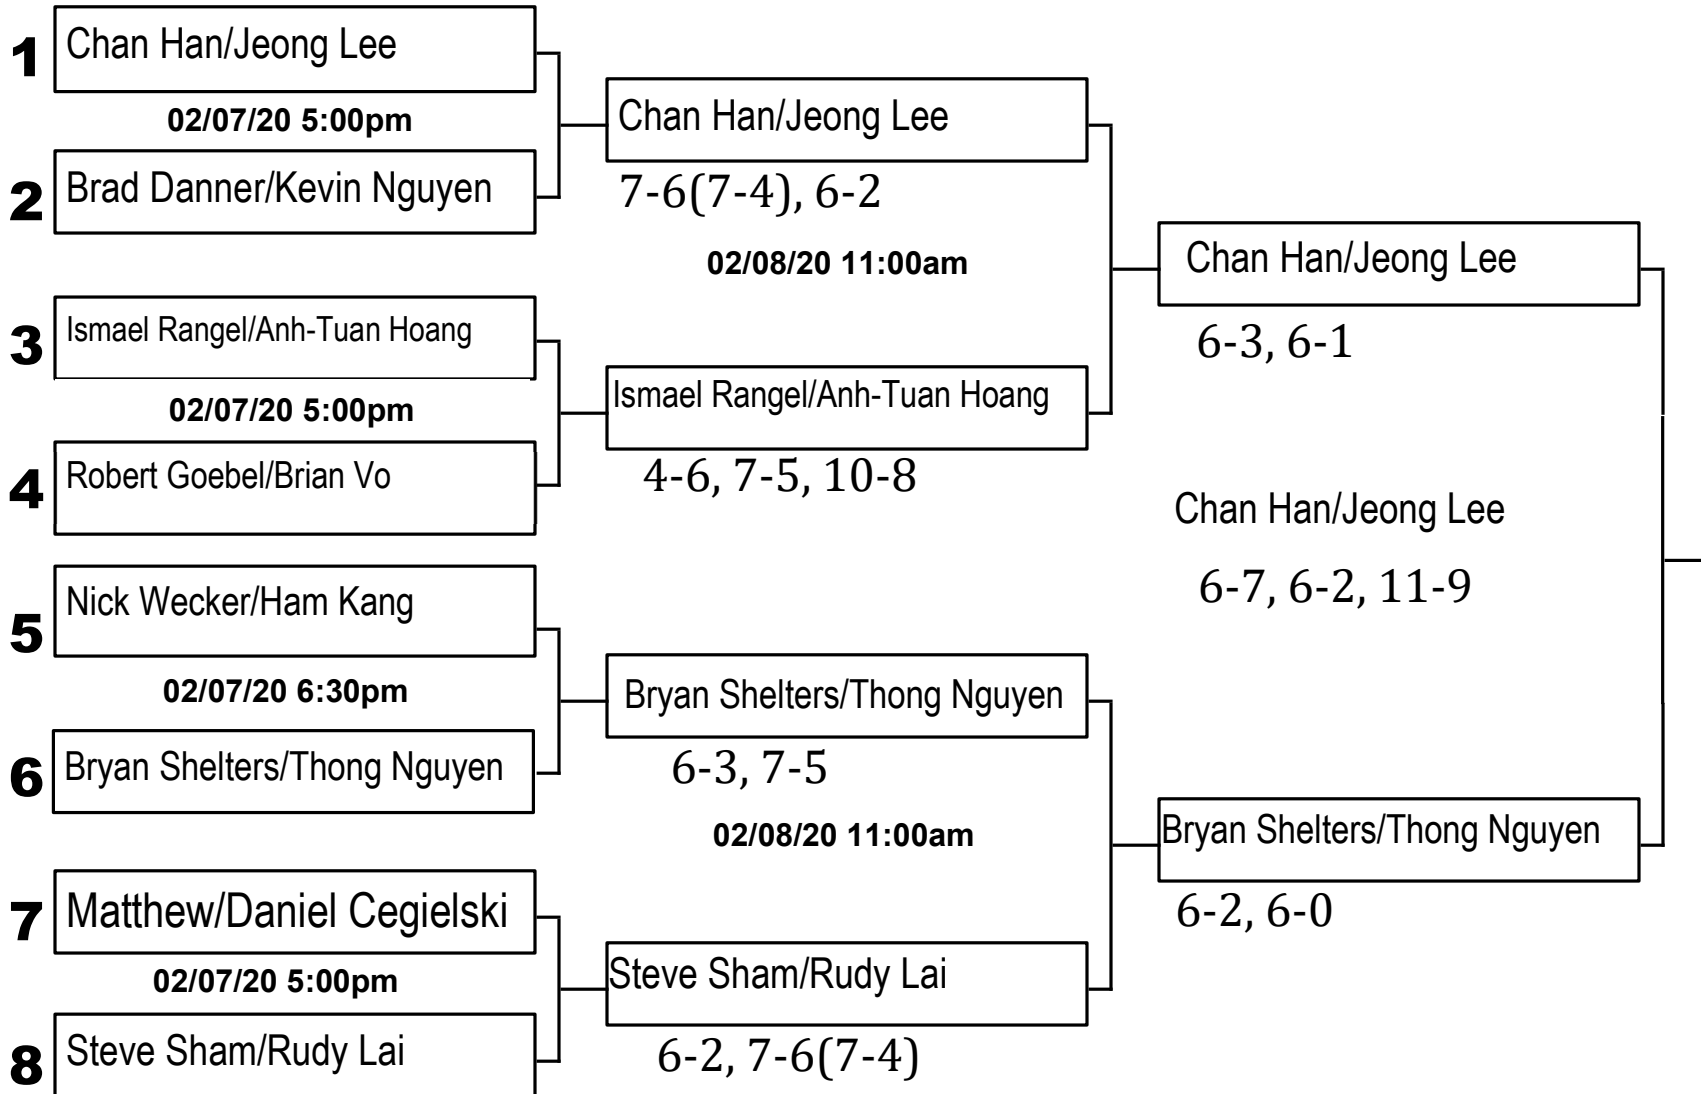 1 Chan Han/Jeong Lee
02/07/20 5:00pm
2 Brad Danner/Kevin Nguyen
3 Ismael Rangel/Anh-Tuan Hoang
02/07/20 5:00pm
4 Robert Goebel/Brian Vo
5 Nick Wecker/Ham Kang
02/07/20 6:30pm
6 Bryan Shelters/Thong Nguyen
7 Matthew/Daniel Cegielski
02/07/20 5:00pm
8 Steve Sham/Rudy Lai
Chan Han/Jeong Lee
7-6(7-4), 6-2
02/08/20 11:00am
Ismael Rangel/Anh-Tuan Hoang
4-6, 7-5, 10-8
Bryan Shelters/Thong Nguyen
6-3, 7-5
02/08/20 11:00am
Steve Sham/Rudy Lai
6-2, 7-6(7-4)
Chan Han/Jeong Lee
6-3, 6-1
Chan Han/Jeong Lee
6-7, 6-2, 11-9
Bryan Shelters/Thong Nguyen
6-2, 6-0